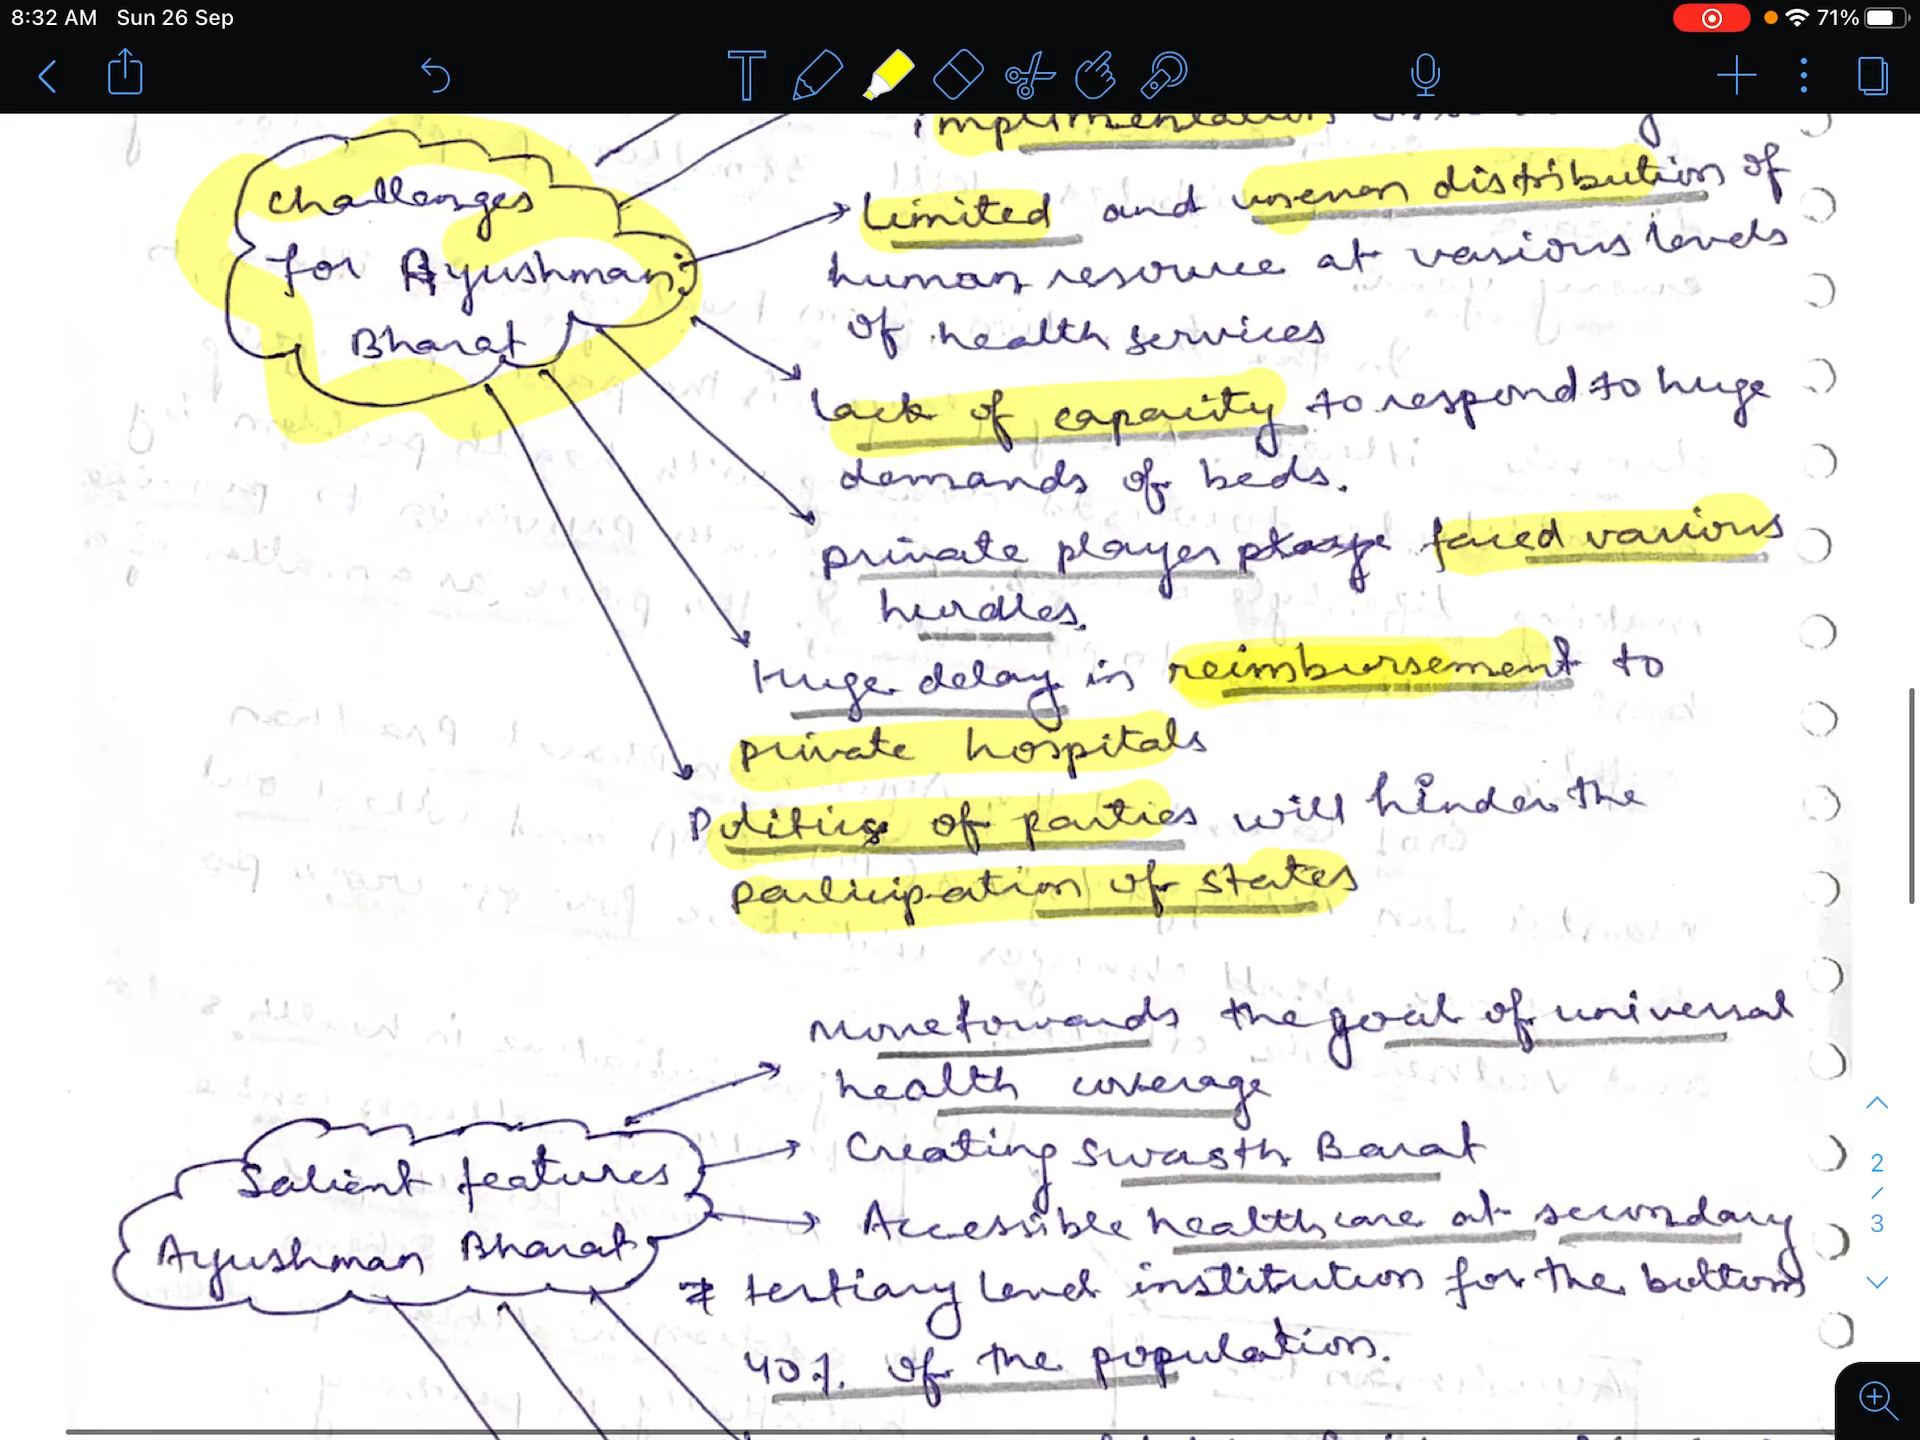 8:32 AM Sun 26 Sep
71%
implimentation
Challenges
for Ayushman
Bharat
Limited and uneven distribution of
human resource at various levels
of health services
lack of capacity to respond to huge
demands of beds.
private player faced various
hurdles.
Huge delay in reimbursement to
private hospitals
Politics of parties will hinder the
participation of states
Move towards the goal of universal
health coverage
Creating Swasth Barat
Salient features
Ayushman Bharat
Accessible healthcare at secondary
& tertiary level institution for the bottom
40% of the population.
2
/
3